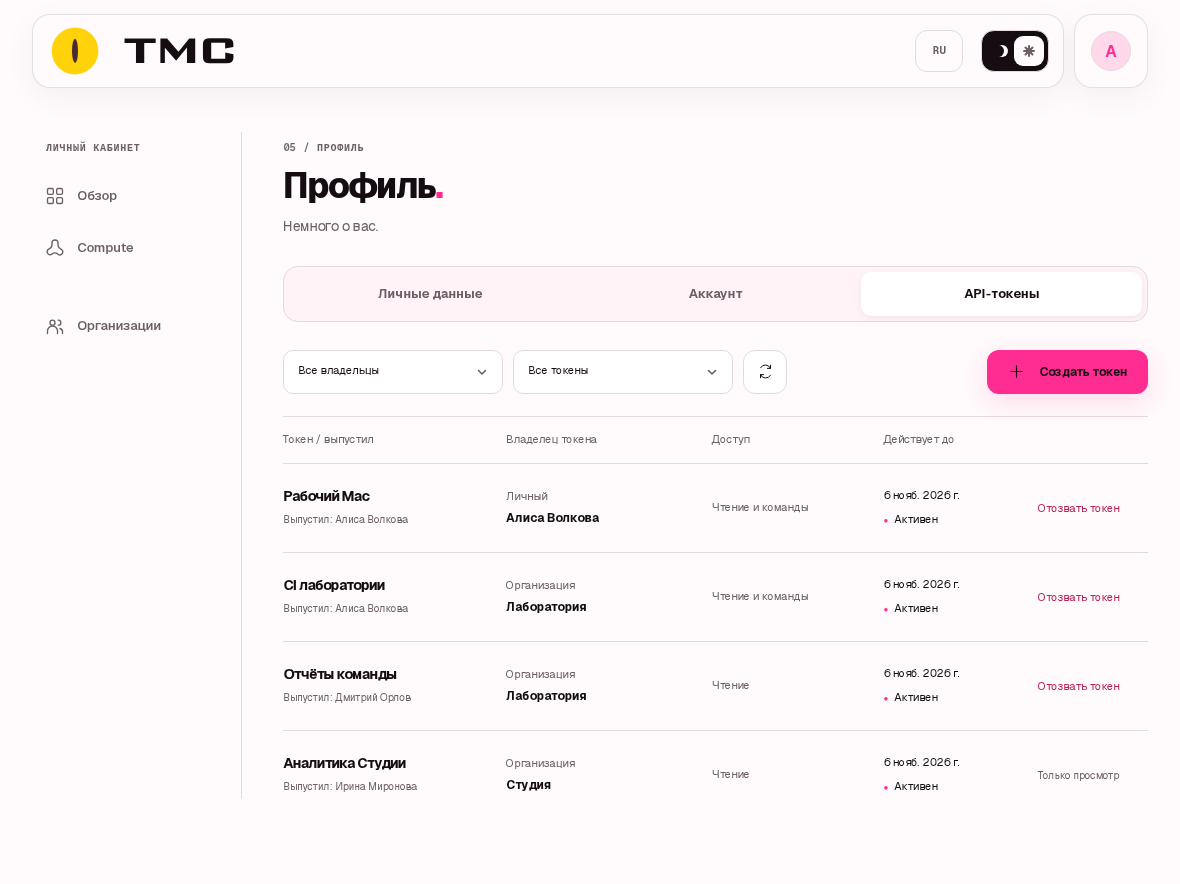 TMC
RU
A
ЛИЧНЫЙ КАБИНЕТ
Обзор
Compute
Организации
05 / ПРОФИЛЬ
Профиль.
Немного о вас.
Личные данные
Аккаунт
API-токены
Все владельцы
Все токены
Создать токен
Токен / выпустил
Владелец токена
Доступ
Действует до
Рабочий Mac
Выпустил: Алиса Волкова
Личный
Алиса Волкова
Чтение и команды
6 нояб. 2026 г.
Активен
Отозвать токен
CI лаборатории
Выпустил: Алиса Волкова
Организация
Лаборатория
Чтение и команды
6 нояб. 2026 г.
Активен
Отозвать токен
Отчёты команды
Выпустил: Дмитрий Орлов
Организация
Лаборатория
Чтение
6 нояб. 2026 г.
Активен
Отозвать токен
Аналитика Студии
Выпустил: Ирина Миронова
Организация
Студия
Чтение
6 нояб. 2026 г.
Активен
Только просмотр